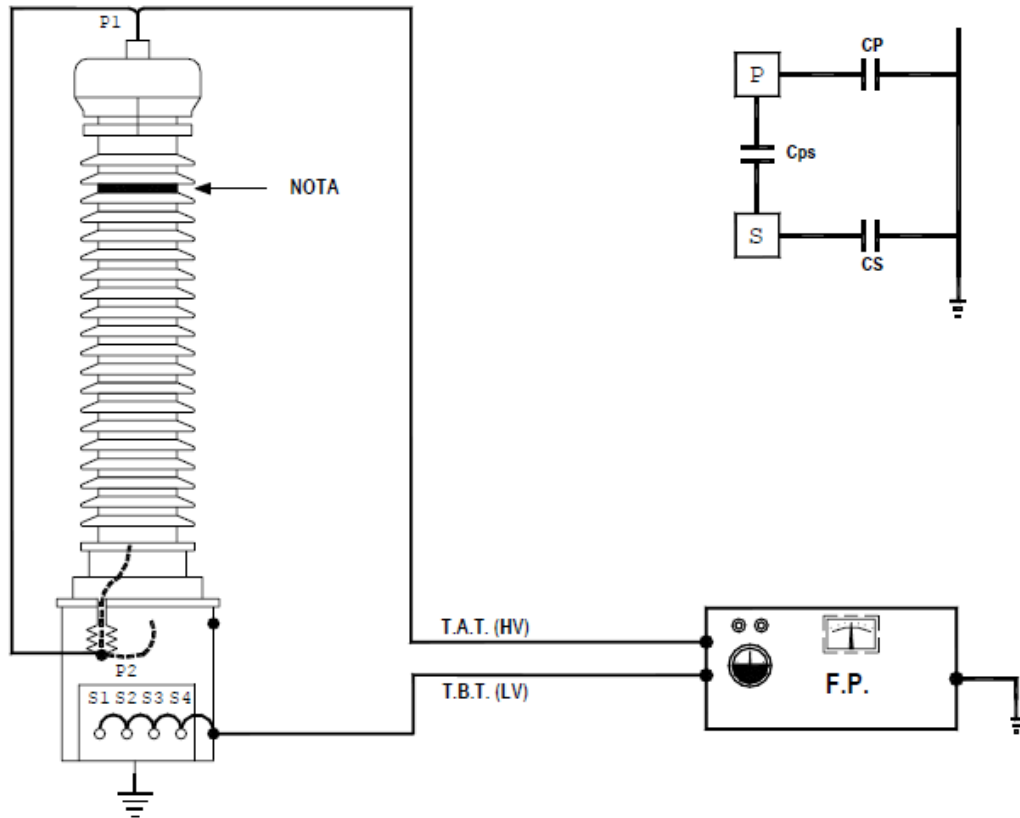 P1
CP
P
Cps
NOTA
S
CS
T.A.T. (HV)
P2
T.B.T. (LV)
F.P.
S1 S2 S3 S4